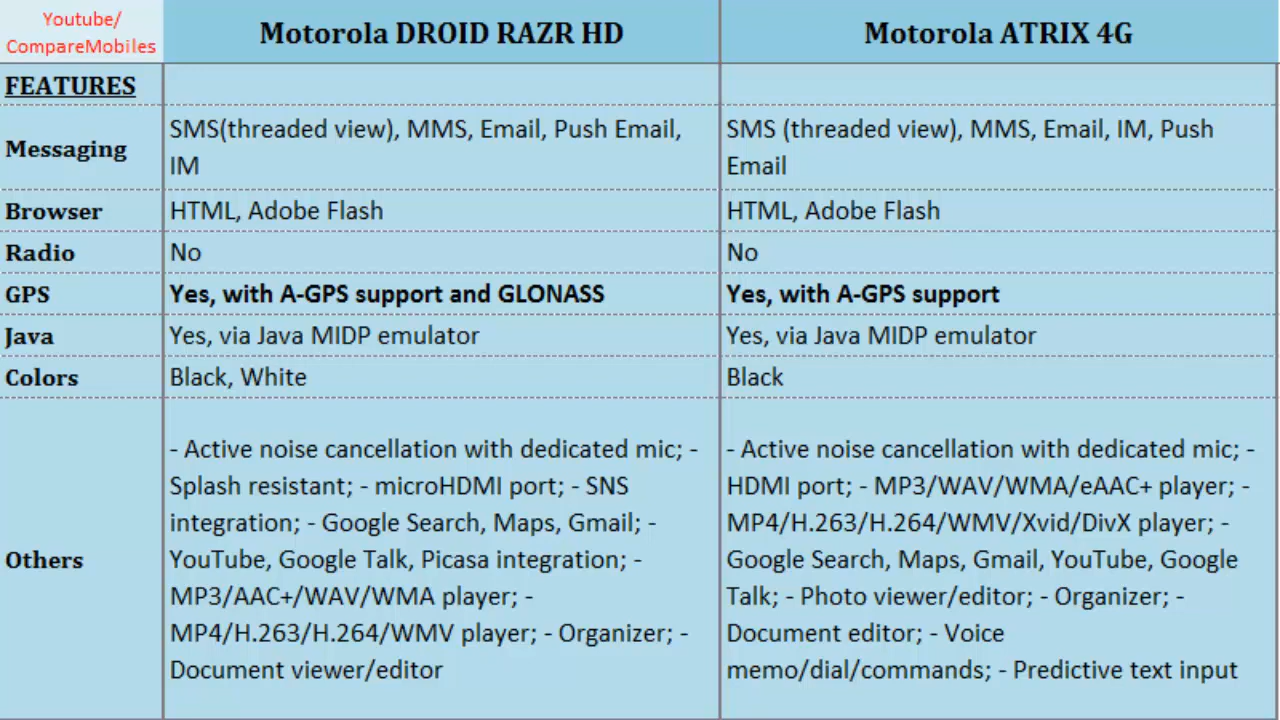 Youtube/
CompareMobiles
Motorola DROID RAZR HD
Motorola ATRIX 4G
FEATURES
Messaging
SMS(threaded view), MMS, Email, Push Email,
IM
SMS (threaded view), MMS, Email, IM, Push
Email
Browser
HTML, Adobe Flash
HTML, Adobe Flash
Radio
No
No
GPS
Yes, with A-GPS support and GLONASS
Yes, with A-GPS support
Java
Yes, via Java MIDP emulator
Yes, via Java MIDP emulator
Colors
Black, White
Black
Others
- Active noise cancellation with dedicated mic; -
Splash resistant; - microHDMI port; - SNS
integration; - Google Search, Maps, Gmail; -
YouTube, Google Talk, Picasa integration; -
MP3/AAC+/WAV/WMA player; -
MP4/H.263/H.264/WMV player; - Organizer; -
Document viewer/editor
- Active noise cancellation with dedicated mic; -
HDMI port; - MP3/WAV/WMA/eAAC+ player; -
MP4/H.263/H.264/WMV/Xvid/DivX player; -
Google Search, Maps, Gmail, YouTube, Google
Talk; - Photo viewer/editor; - Organizer; -
Document editor; - Voice
memo/dial/commands; - Predictive text input